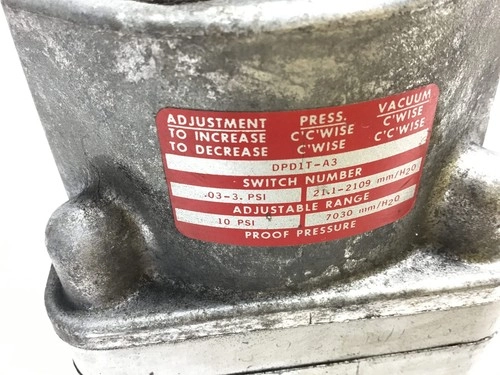 ADJUSTMENT PRESS. VACUUM
TO INCREASE C'C'WISE C'WISE
TO DECREASE C'WISE C'C'WISE
DPD1T-A3
SWITCH NUMBER
.03-3. PSI 21.1-2109 mm/H2O
ADJUSTABLE RANGE
10 PSI 7030 mm/H2O
PROOF PRESSURE